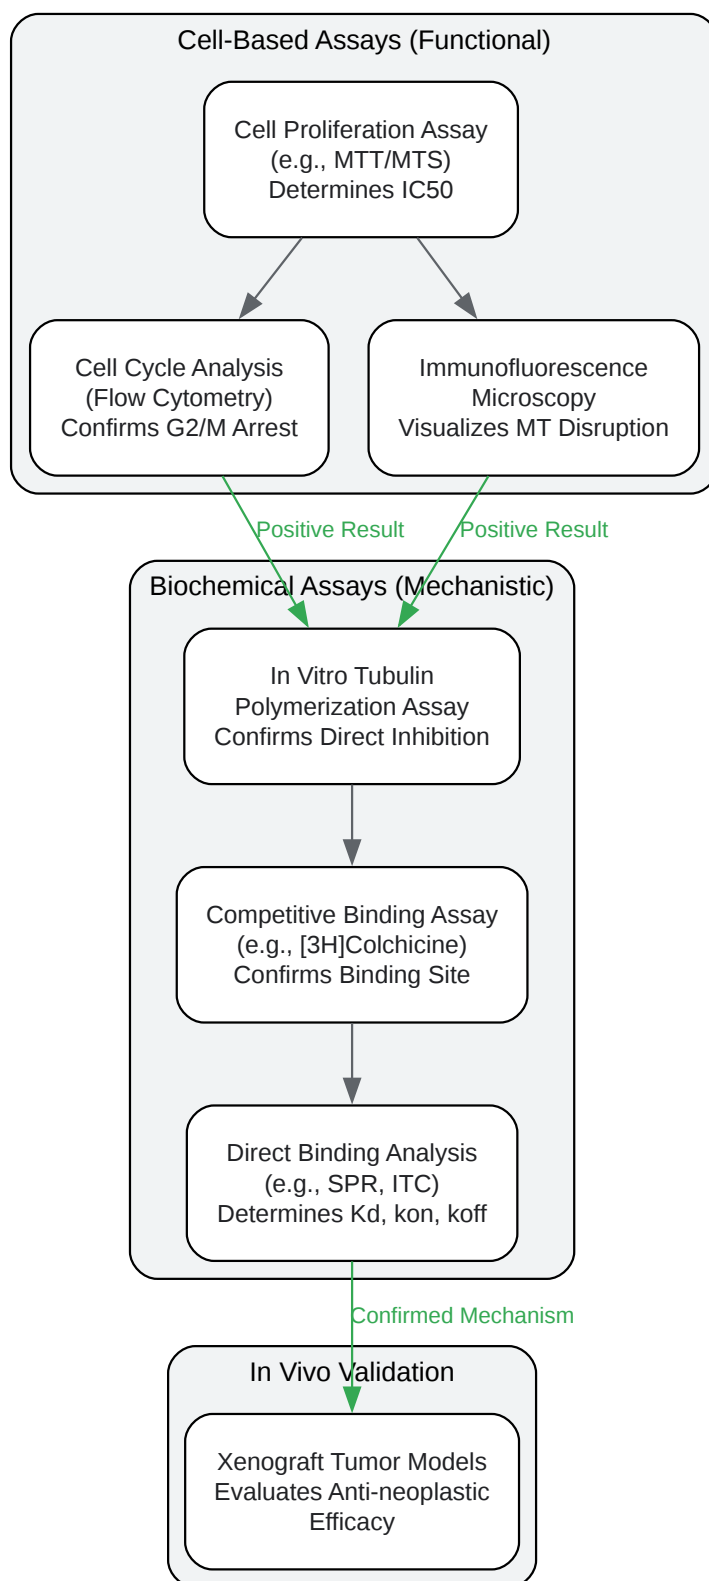 Cell-Based Assays (Functional)
Cell Proliferation Assay
(e.g., MTT/MTS)
Determines IC50
Cell Cycle Analysis
(Flow Cytometry)
Confirms G2/M Arrest
Immunofluorescence
Microscopy
Visualizes MT Disruption
Positive Result
Positive Result
Biochemical Assays (Mechanistic)
In Vitro Tubulin
Polymerization Assay
Confirms Direct Inhibition
Competitive Binding Assay
(e.g., [3H]Colchicine)
Confirms Binding Site
Direct Binding Analysis
(e.g., SPR, ITC)
Determines Kd, kon, koff
Confirmed Mechanism
In Vivo Validation
Xenograft Tumor Models
Evaluates Anti-neoplastic
Efficacy